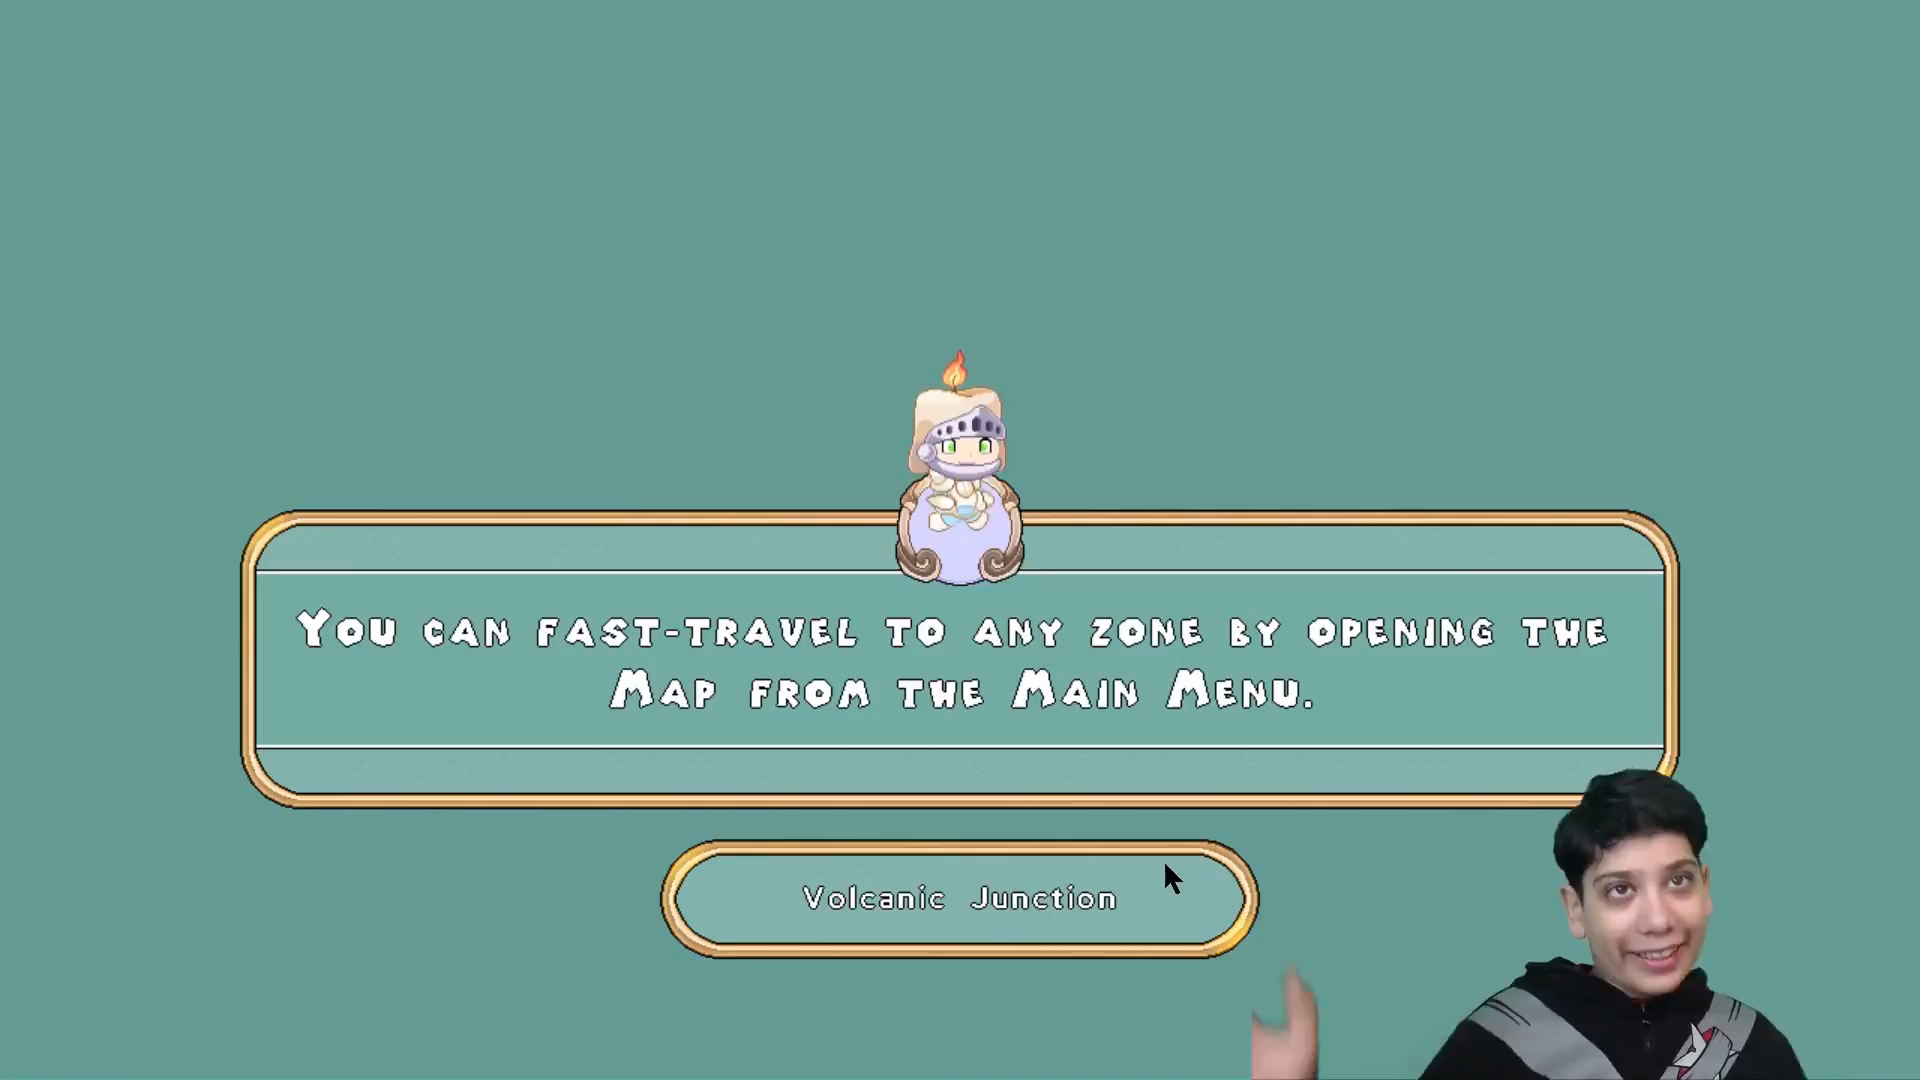 You can fast-travel to any zone by opening the
Map from the Main Menu.
Volcanic Junction